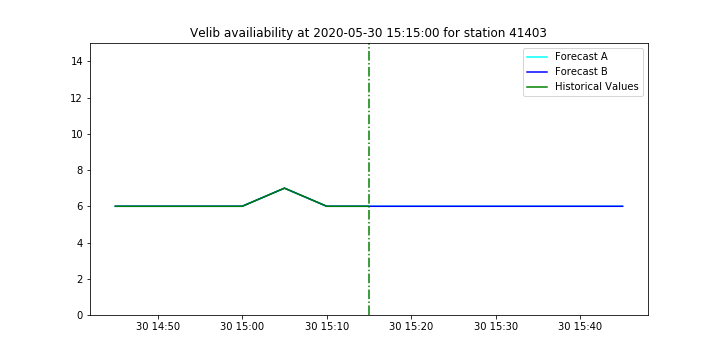 Velib availiability at 2020-05-30 15:15:00 for station 41403
Forecast A
Forecast B
Historical Values
14
12
10
8
6
4
2
0
30 14:50 30 15:00 30 15:10 30 15:20 30 15:30 30 15:40